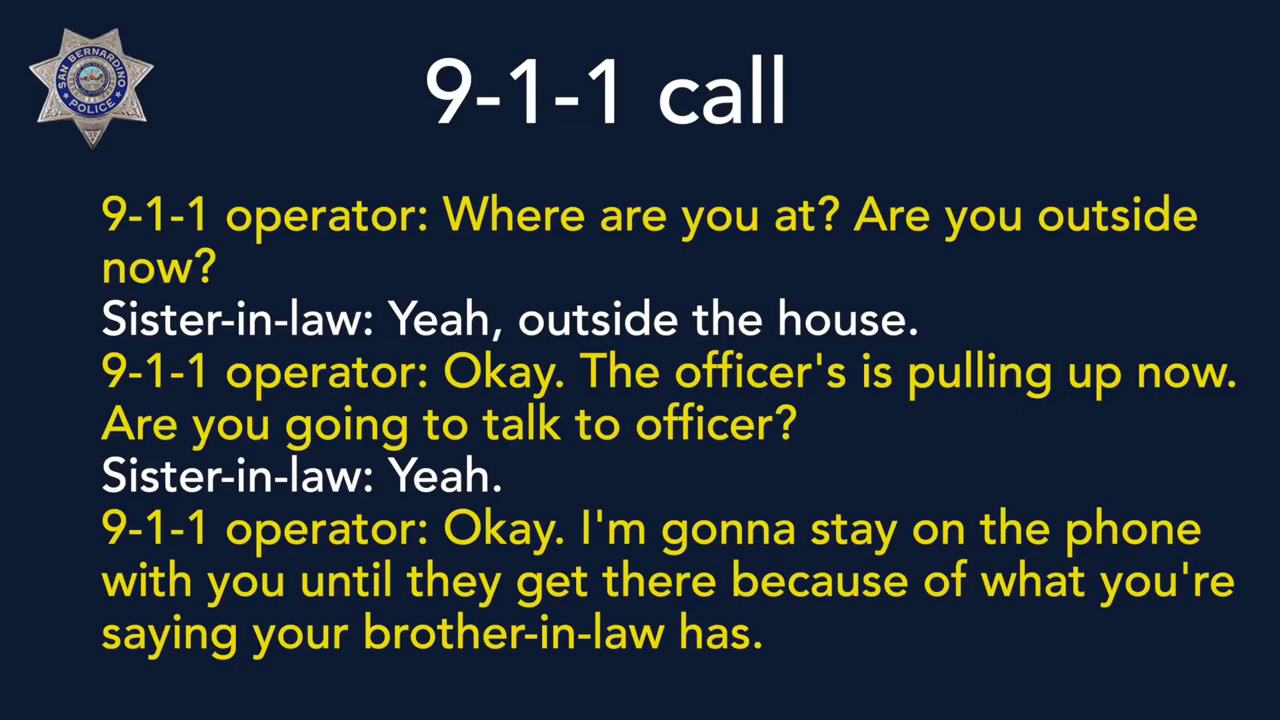 SAN BERNARDINO
POLICE
9-1-1 call
9-1-1 operator: Where are you at? Are you outside
now?
Sister-in-law: Yeah, outside the house.
9-1-1 operator: Okay. The officer's is pulling up now.
Are you going to talk to officer?
Sister-in-law: Yeah.
9-1-1 operator: Okay. I'm gonna stay on the phone
with you until they get there because of what you're
saying your brother-in-law has.